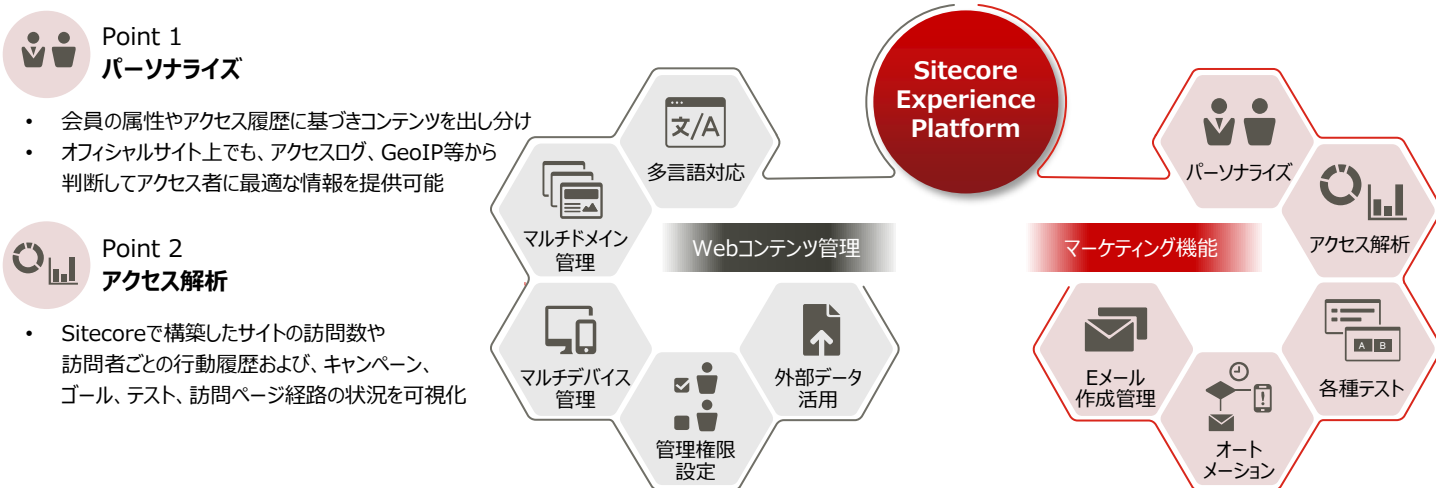 Point 1
パーソナライズ
• 会員の属性やアクセス履歴に基づきコンテンツを出し分け
• オフィシャルサイト上でも、アクセスログ、GeoIP等から
判断してアクセス者に最適な情報を提供可能
Point 2
アクセス解析
• Sitecoreで構築したサイトの訪問数や
訪問者ごとの行動履歴および、キャンペーン、
ゴール、テスト、訪問ページ経路の状況を可視化
Sitecore
Experience
Platform
文/A
多言語対応
マルチドメイン
管理
Webコンテンツ管理
マルチデバイス
管理
外部データ
活用
管理権限
設定
パーソナライズ
アクセス解析
マーケティング機能
Eメール
作成管理
A B
各種テスト
オート
メーション